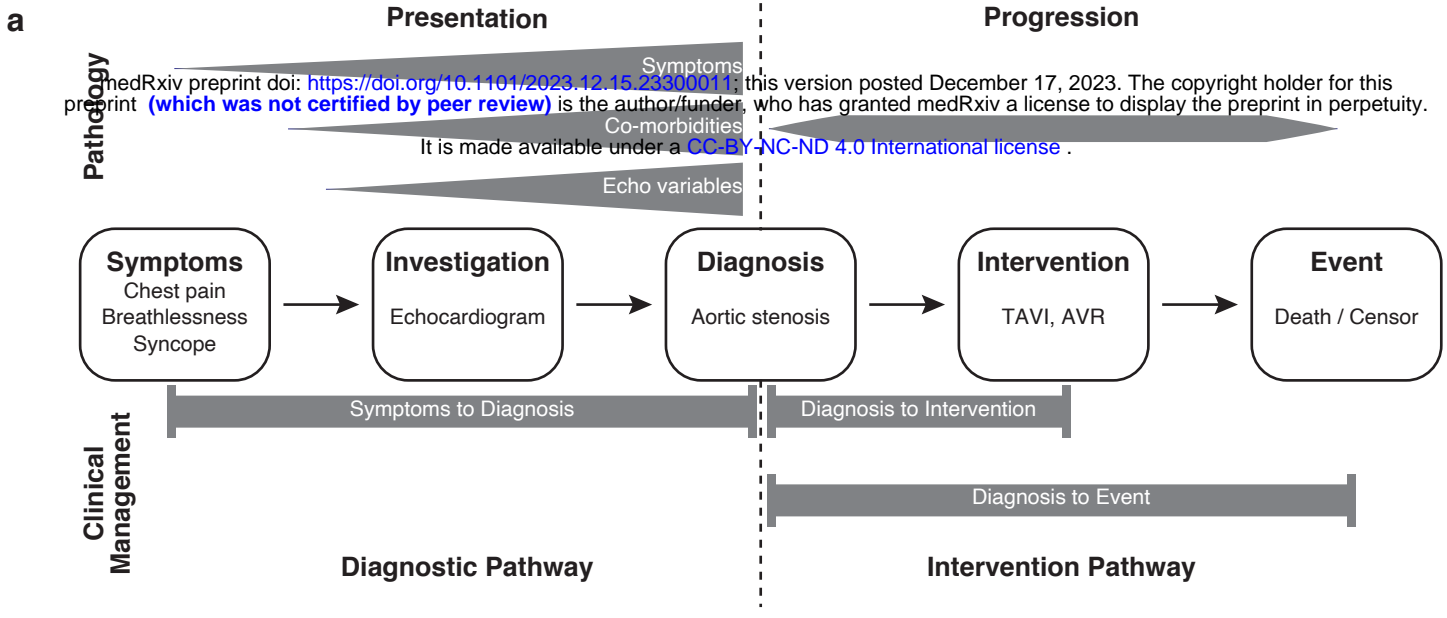 a
Presentation
Progression
Pathology
Symptoms
medRxiv preprint doi: https://doi.org/10.1101/2023.12.15.23300011; this version posted December 17, 2023. The copyright holder for this
preprint (which was not certified by peer review) is the author/funder, who has granted medRxiv a license to display the preprint in perpetuity.
Co-morbidities
It is made available under a CC-BY-NC-ND 4.0 International license .
Echo variables
Symptoms
Chest pain
Breathlessness
Syncope
Investigation
Echocardiogram
Diagnosis
Aortic stenosis
Intervention
TAVI, AVR
Event
Death / Censor
Clinical
Management
Symptoms to Diagnosis
Diagnosis to Intervention
Diagnosis to Event
Diagnostic Pathway
Intervention Pathway